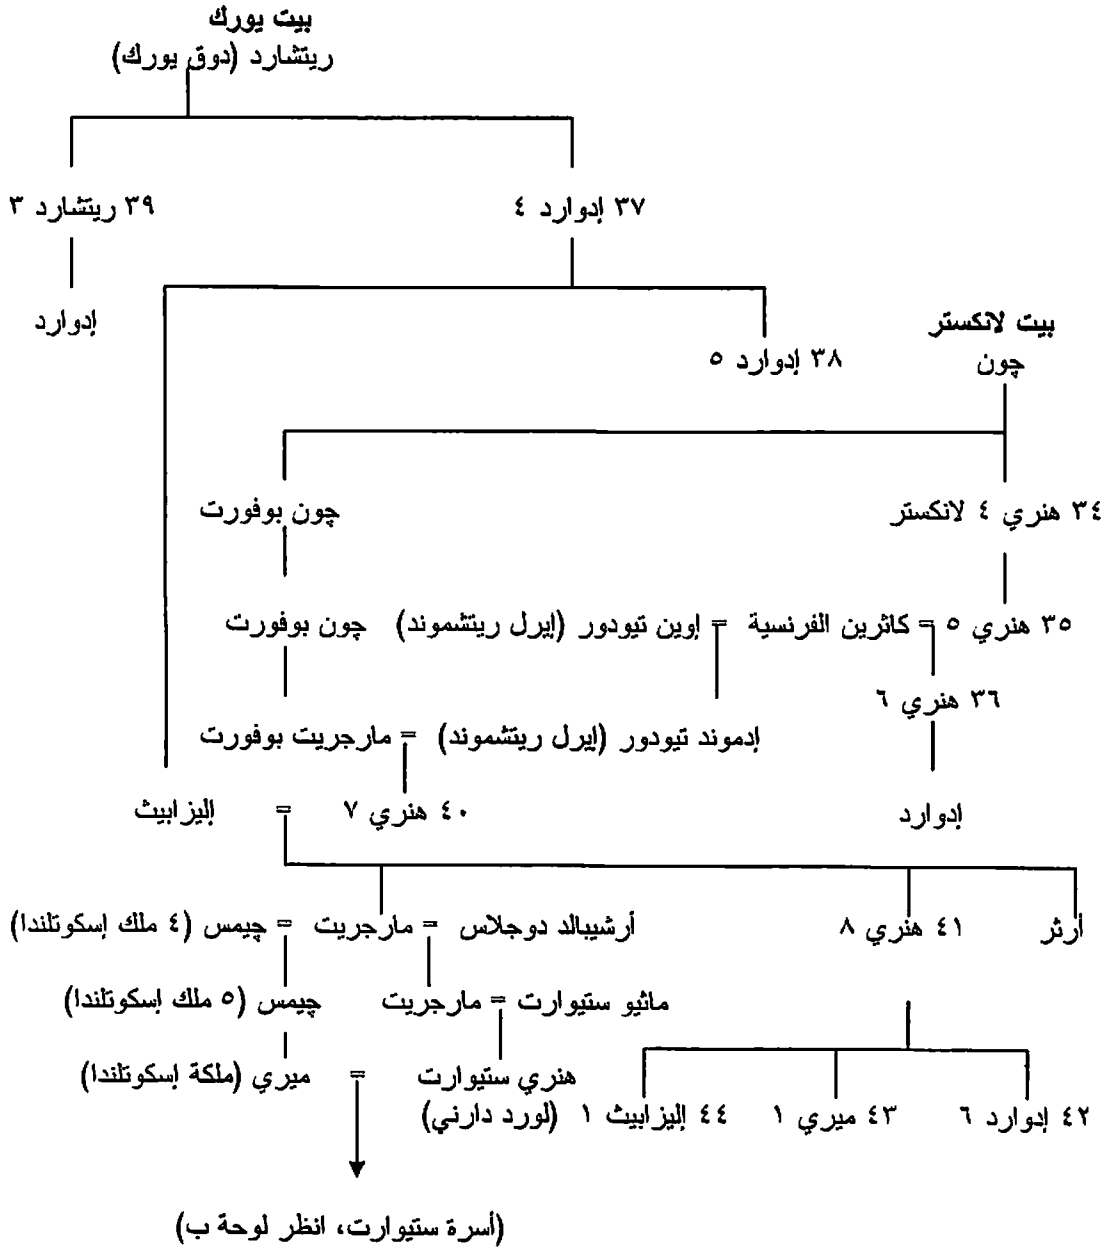 بيت يورك
ريتشارد (دوق يورك)
٣٧ إدوارد ٤
٣٩ ريتشارد ٣
إدوارد
بيت لانكستر
٣٨ إدوارد ٥
چون
٣٤ هنري ٤ لانكستر
چون بوفورت
٣٥ هنري ٥ = كاثرين الفرنسية = إوين تيودور (إيرل ريتشموند)
چون بوفورت
٣٦ هنري ٦
إدموند تيودور (إيرل ريتشموند) = مارجريت بوفورت
إدوارد
٤٠ هنري ٧ = إليزابيث
أرثر
٤١ هنري ٨
أرشيبالد دوجلاس = مارجريت = چيمس (٤ ملك إسكوتلندا)
ماثيو ستيوارت = مارجريت
چيمس (٥ ملك إسكوتلندا)
هنري ستيوارت = ميري (ملكة إسكوتلندا)
(لورد دارني)
٤٢ إدوارد ٦
٤٣ ميري ١
٤٤ إليزابيث ١
(أسرة ستيوارت، انظر لوحة ب)